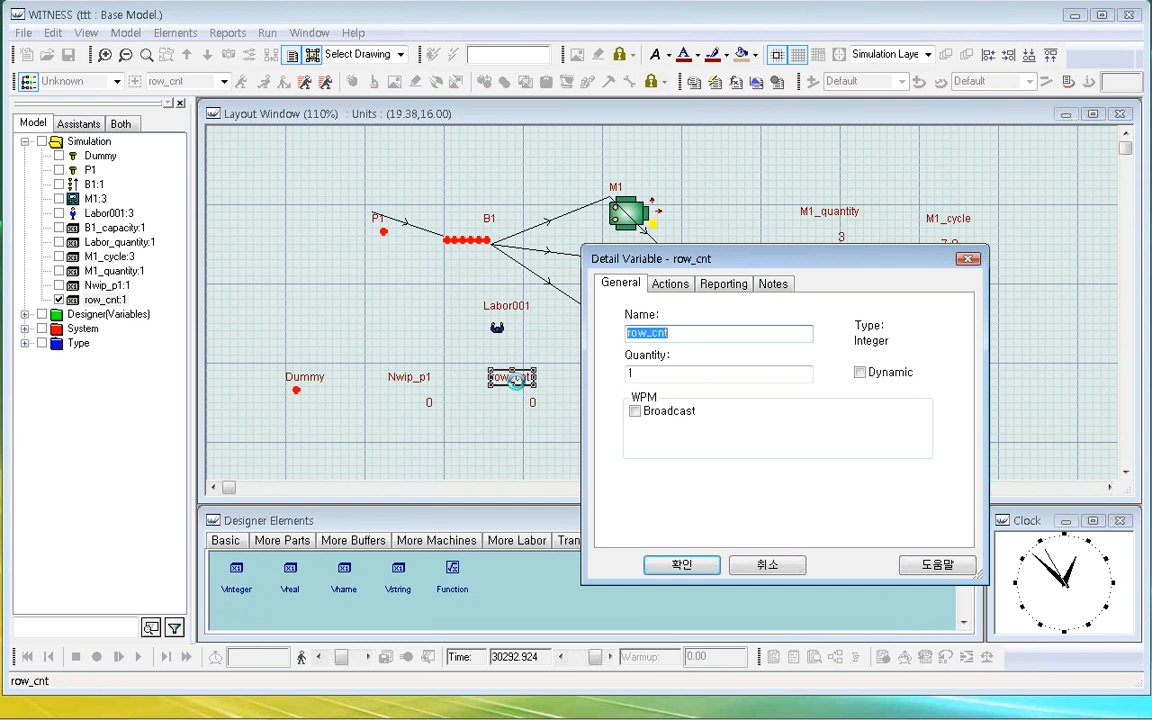 WITNESS (ttt : Base Model.)
File Edit View Model Elements Reports Run Window Help
Select Drawing
Simulation Laye
Unknown
row_cnt
Default
Default
Model Assistants Both
Simulation
Dummy
P1
B1:1
M1:3
Labor001:3
B1_capacity:1
Labor_quantity:1
M1_cycle:3
M1_quantity:1
Nwip_p1:1
row_cnt:1
Designer(Variables)
System
Type
Layout Window (110%) : Units : (19.38,16.00)
P1
B1
M1
M1_quantity
3
M1_cycle
Labor001
Dummy
Nwip_p1
0
row_cnt
0
Detail Variable - row_cnt
General Actions Reporting Notes
Name:
row_cnt
Type:
Integer
Quantity:
1
Dynamic
WPM
Broadcast
확인 취소 도움말
Designer Elements
Basic More Parts More Buffers More Machines More Labor Tran
Vinteger Vreal Vname Vstring Function
Clock
Time: 30292.924
Warmup: 0.00
row_cnt